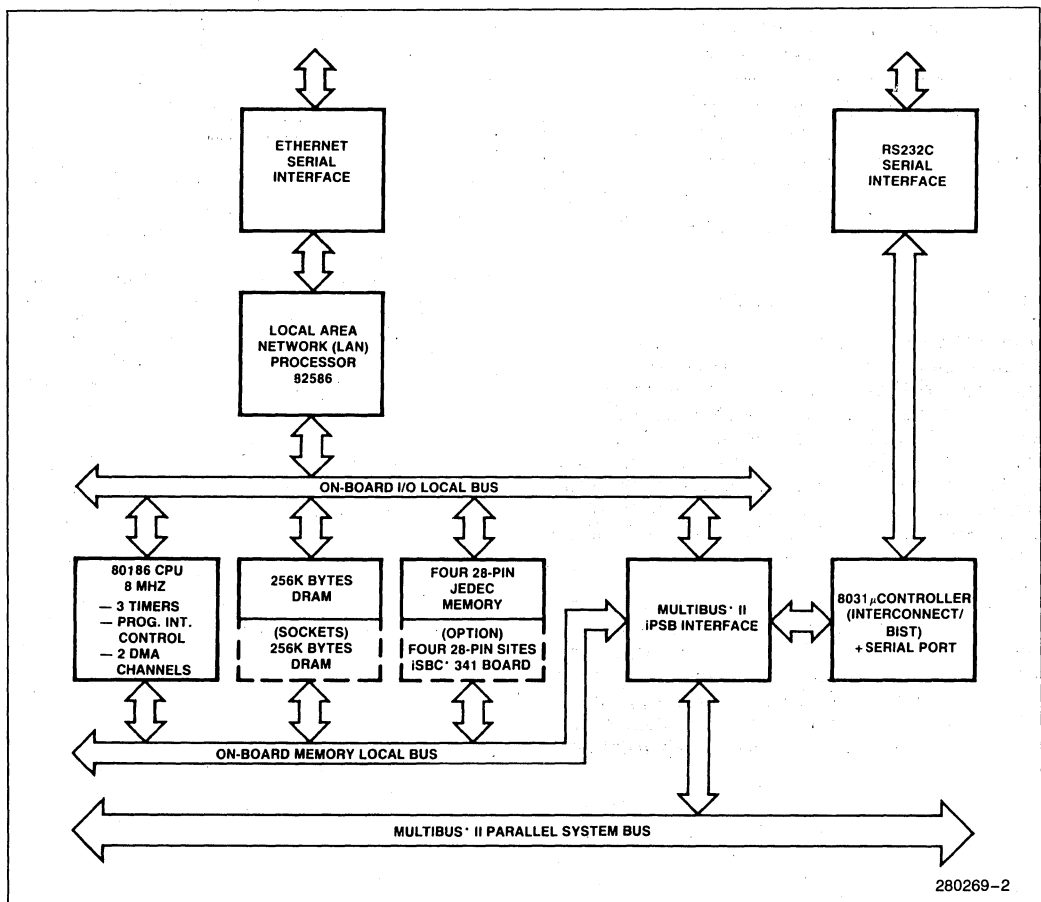 ETHERNET
SERIAL
INTERFACE
RS232C
SERIAL
INTERFACE
LOCAL AREA
NETWORK (LAN)
PROCESSOR
82586
ON-BOARD I/O LOCAL BUS
80186 CPU
8 MHZ
— 3 TIMERS
— PROG. INT.
CONTROL
— 2 DMA
CHANNELS
256K BYTES
DRAM
(SOCKETS)
256K BYTES
DRAM
FOUR 28-PIN
JEDEC
MEMORY
(OPTION)
FOUR 28-PIN SITES
iSBC* 341 BOARD
MULTIBUS* II
iPSB INTERFACE
8031 μCONTROLLER
(INTERCONNECT/
BIST)
+ SERIAL PORT
ON-BOARD MEMORY LOCAL BUS
MULTIBUS* II PARALLEL SYSTEM BUS
280269–2